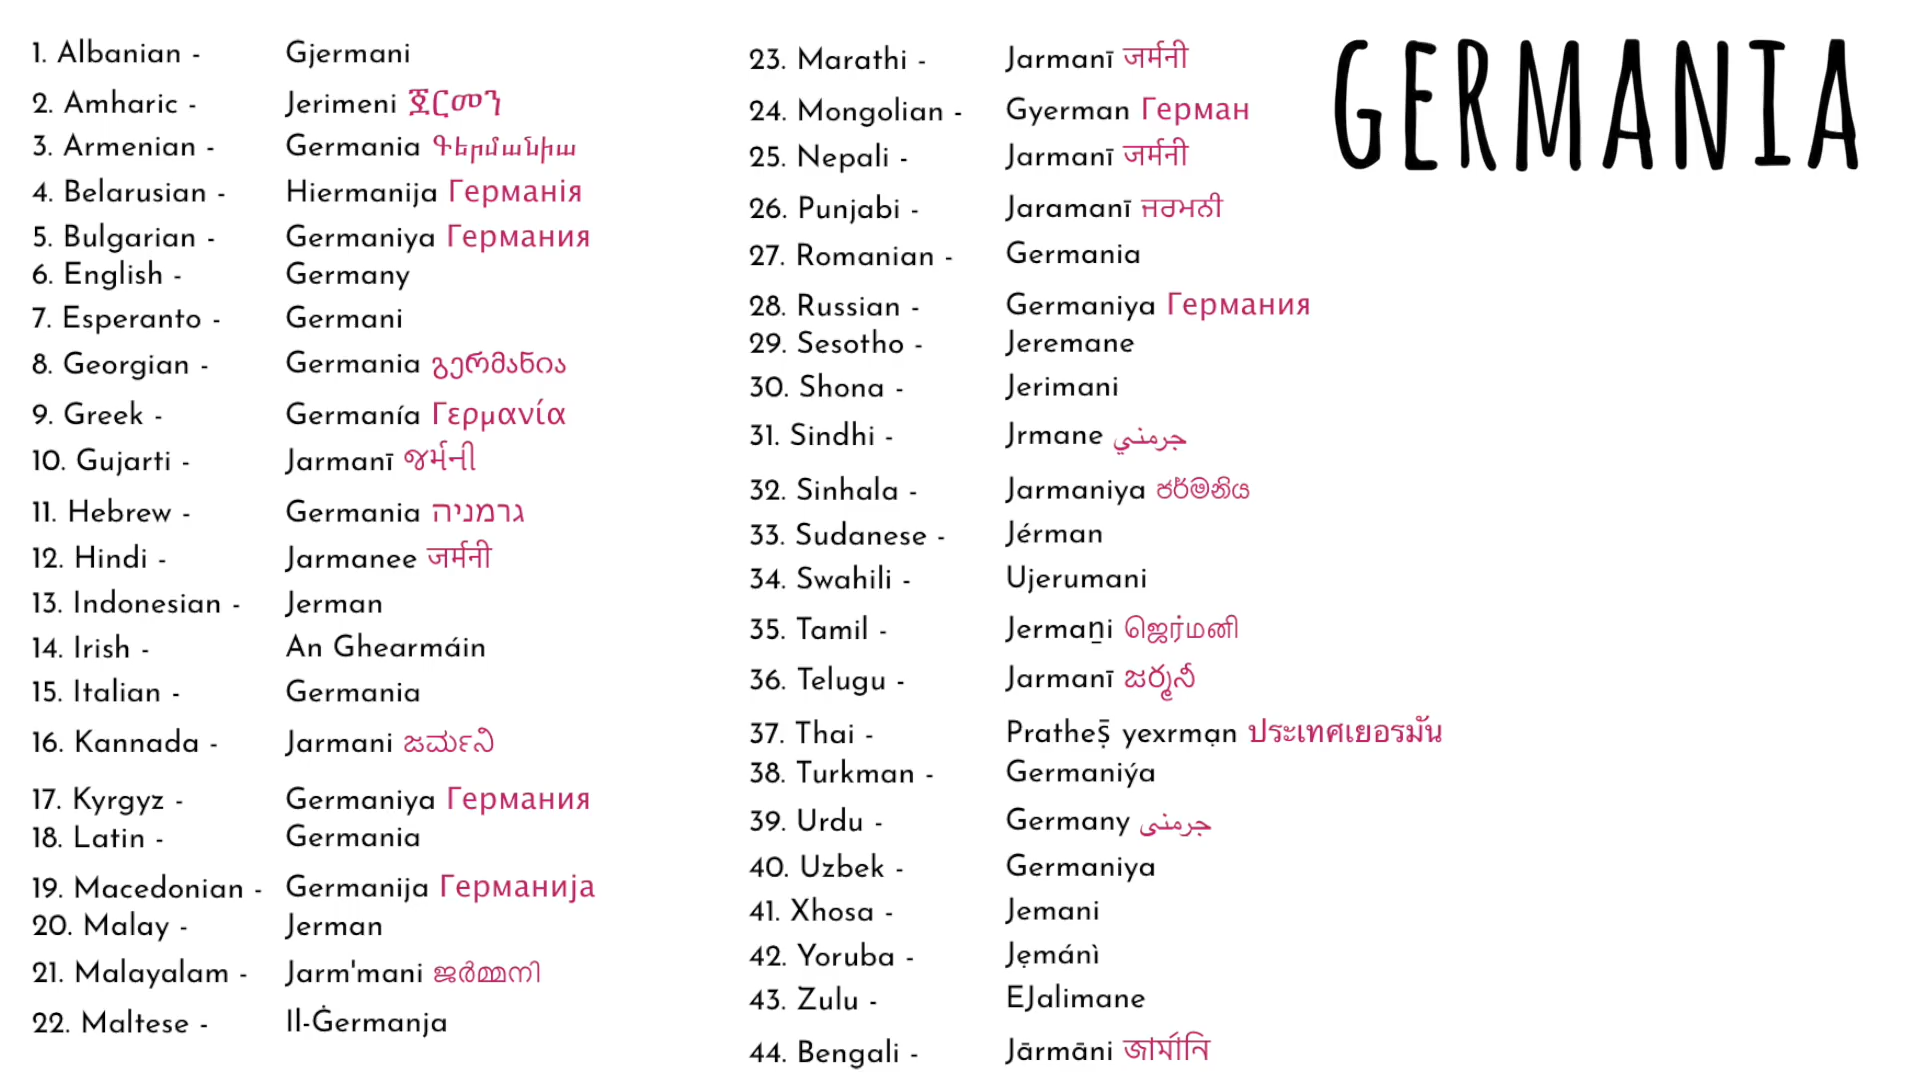 GERMANIA
1. Albanian - Gjermani
2. Amharic - Jerimeni ጀርመን
3. Armenian - Germania Գերմանիա
4. Belarusian - Hiermanija Германія
5. Bulgarian - Germaniya Германия
6. English - Germany
7. Esperanto - Germani
8. Georgian - Germania გერმანია
9. Greek - Germanía Γερμανία
10. Gujarti - Jarmanī જર્મની
11. Hebrew - Germania גרמניה
12. Hindi - Jarmanee जर्मनी
13. Indonesian - Jerman
14. Irish - An Ghearmáin
15. Italian - Germania
16. Kannada - Jarmani ಜರ್ಮನಿ
17. Kyrgyz - Germaniya Германия
18. Latin - Germania
19. Macedonian - Germanija Германија
20. Malay - Jerman
21. Malayalam - Jarm'mani ജർമ്മനി
22. Maltese - Il-Ġermanja
23. Marathi - Jarmanī जर्मनी
24. Mongolian - Gyerman Герман
25. Nepali - Jarmanī जर्मनी
26. Punjabi - Jaramanī ਜਰਮਨੀ
27. Romanian - Germania
28. Russian - Germaniya Германия
29. Sesotho - Jeremane
30. Shona - Jerimani
31. Sindhi - Jrmane جرمني
32. Sinhala - Jarmaniya ජර්මනිය
33. Sudanese - Jérman
34. Swahili - Ujerumani
35. Tamil - Jermaṉi ஜெர்மனி
36. Telugu - Jarmanī జర్మనీ
37. Thai - Prathes̄ yexrmạn ประเทศเยอรมัน
38. Turkman - Germaniýa
39. Urdu - Germany جرمنی
40. Uzbek - Germaniya
41. Xhosa - Jemani
42. Yoruba - Jẹmánì
43. Zulu - EJalimane
44. Bengali - Jārmāni জার্মানি